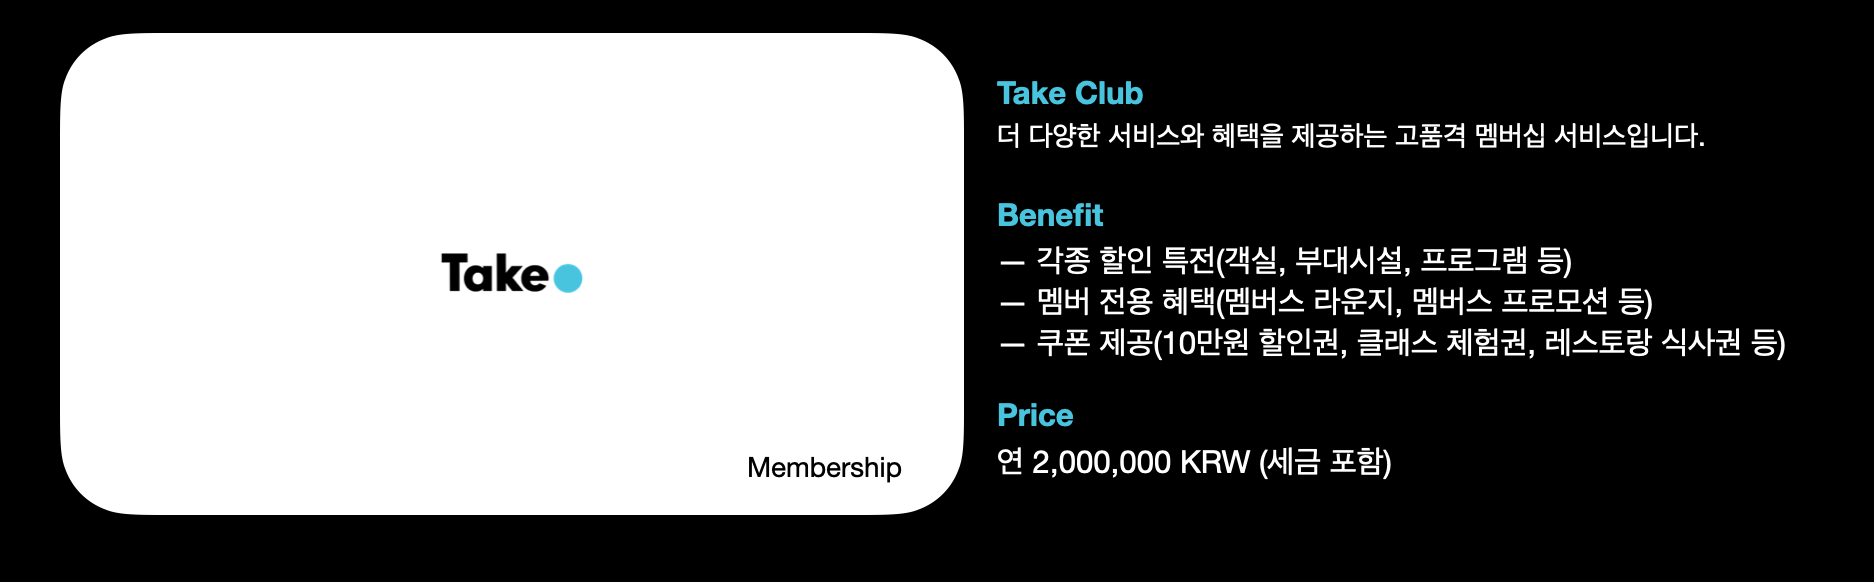 Take
Membership
Take Club
더 다양한 서비스와 혜택을 제공하는 고품격 멤버십 서비스입니다.
Benefit
— 각종 할인 특전(객실, 부대시설, 프로그램 등)
— 멤버 전용 혜택(멤버스 라운지, 멤버스 프로모션 등)
— 쿠폰 제공(10만원 할인권, 클래스 체험권, 레스토랑 식사권 등)
Price
연 2,000,000 KRW (세금 포함)